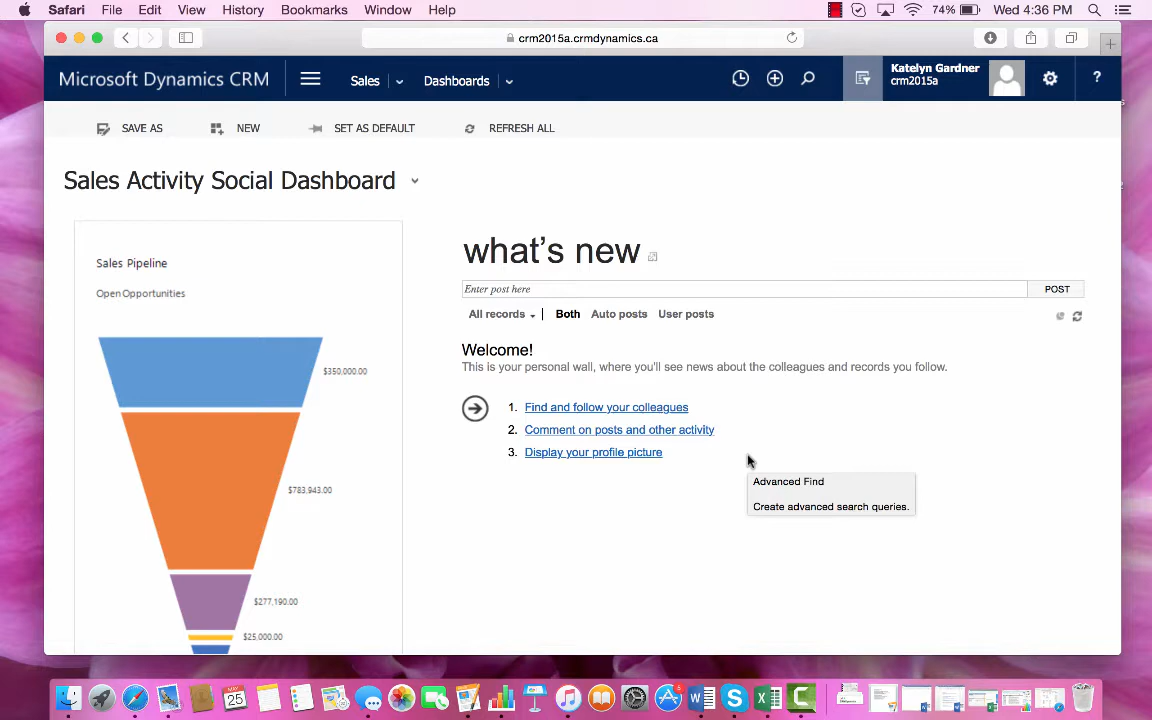 Safari File Edit View History Bookmarks Window Help 74% Wed 4:36 PM
crm2015a.crmdynamics.ca
Microsoft Dynamics CRM Sales Dashboards Katelyn Gardner ?
crm2015a
SAVE AS NEW SET AS DEFAULT REFRESH ALL
Sales Activity Social Dashboard
Sales Pipeline
Open Opportunities
$350,000.00
$783,943.00
$277,190.00
$25,000.00
what's new
Enter post here POST
All records Both Auto posts User posts
Welcome!
This is your personal wall, where you'll see news about the colleagues and records you follow.
1. Find and follow your colleagues
2. Comment on posts and other activity
3. Display your profile picture
Advanced Find
Create advanced search queries.
MAY
25